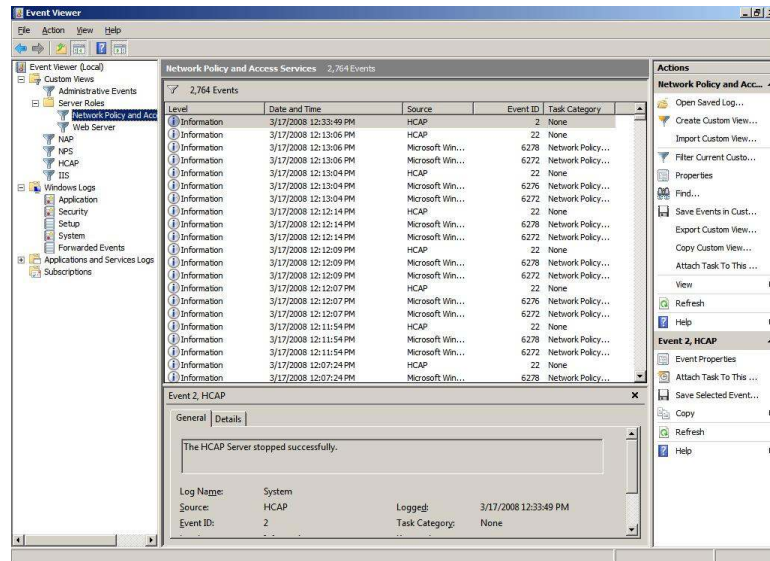 Event Viewer
File Action View Help
Event Viewer (Local)
Custom Views
Administrative Events
Server Roles
Network Policy and Acc
Web Server
NAP
NPS
HCAP
IIS
Windows Logs
Application
Security
Setup
System
Forwarded Events
Applications and Services Logs
Subscriptions
Network Policy and Access Services 2,764 Events
2,764 Events
Level Date and Time Source Event ID Task Category
Information 3/17/2008 12:33:49 PM HCAP 2 None
Information 3/17/2008 12:13:06 PM HCAP 22 None
Information 3/17/2008 12:13:06 PM Microsoft Win... 6278 Network Policy...
Information 3/17/2008 12:13:06 PM Microsoft Win... 6272 Network Policy...
Information 3/17/2008 12:13:04 PM HCAP 22 None
Information 3/17/2008 12:13:04 PM Microsoft Win... 6276 Network Policy...
Information 3/17/2008 12:13:04 PM Microsoft Win... 6272 Network Policy...
Information 3/17/2008 12:12:14 PM HCAP 22 None
Information 3/17/2008 12:12:14 PM Microsoft Win... 6278 Network Policy...
Information 3/17/2008 12:12:14 PM Microsoft Win... 6272 Network Policy...
Information 3/17/2008 12:12:09 PM HCAP 22 None
Information 3/17/2008 12:12:09 PM Microsoft Win... 6278 Network Policy...
Information 3/17/2008 12:12:09 PM Microsoft Win... 6272 Network Policy...
Information 3/17/2008 12:12:07 PM HCAP 22 None
Information 3/17/2008 12:12:07 PM Microsoft Win... 6276 Network Policy...
Information 3/17/2008 12:12:07 PM Microsoft Win... 6272 Network Policy...
Information 3/17/2008 12:11:54 PM HCAP 22 None
Information 3/17/2008 12:11:54 PM Microsoft Win... 6278 Network Policy...
Information 3/17/2008 12:11:54 PM Microsoft Win... 6272 Network Policy...
Information 3/17/2008 12:07:24 PM HCAP 22 None
Information 3/17/2008 12:07:24 PM Microsoft Win... 6278 Network Policy...
Event 2, HCAP
General Details
The HCAP Server stopped successfully.
Log Name: System
Source: HCAP Logged: 3/17/2008 12:33:49 PM
Event ID: 2 Task Category: None
Actions
Network Policy and Acc...
Open Saved Log...
Create Custom View...
Import Custom View...
Filter Current Custo...
Properties
Find...
Save Events in Cust...
Export Custom View...
Copy Custom View...
Attach Task To This ...
View
Refresh
Help
Event 2, HCAP
Event Properties
Attach Task To This ...
Save Selected Event...
Copy
Refresh
Help